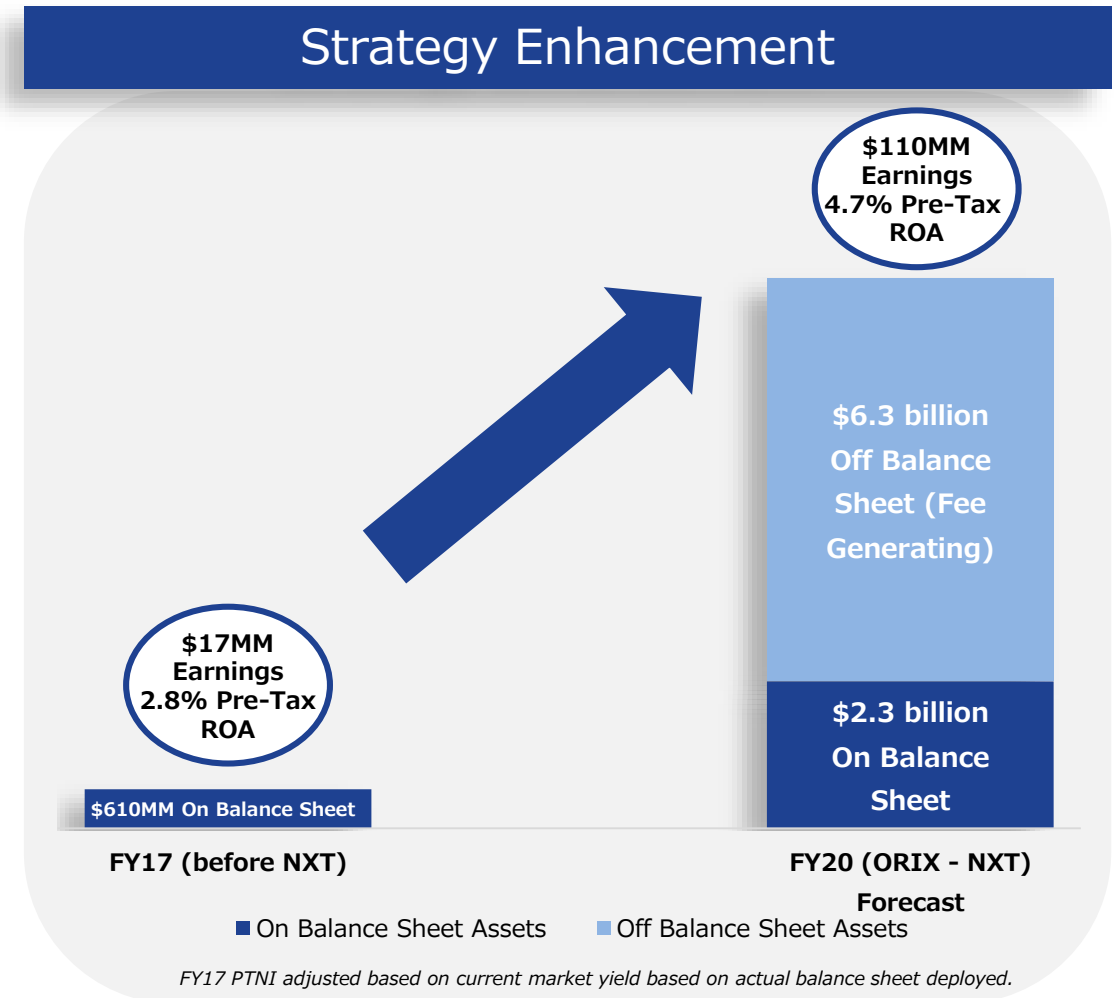 Strategy Enhancement
$110MM
Earnings
4.7% Pre-Tax
ROA
$6.3 billion
Off Balance
Sheet (Fee
Generating)
$17MM
Earnings
2.8% Pre-Tax
ROA
$2.3 billion
On Balance
Sheet
$610MM On Balance Sheet
FY17 (before NXT)
FY20 (ORIX - NXT)
Forecast
On Balance Sheet Assets
Off Balance Sheet Assets
FY17 PTNI adjusted based on current market yield based on actual balance sheet deployed.